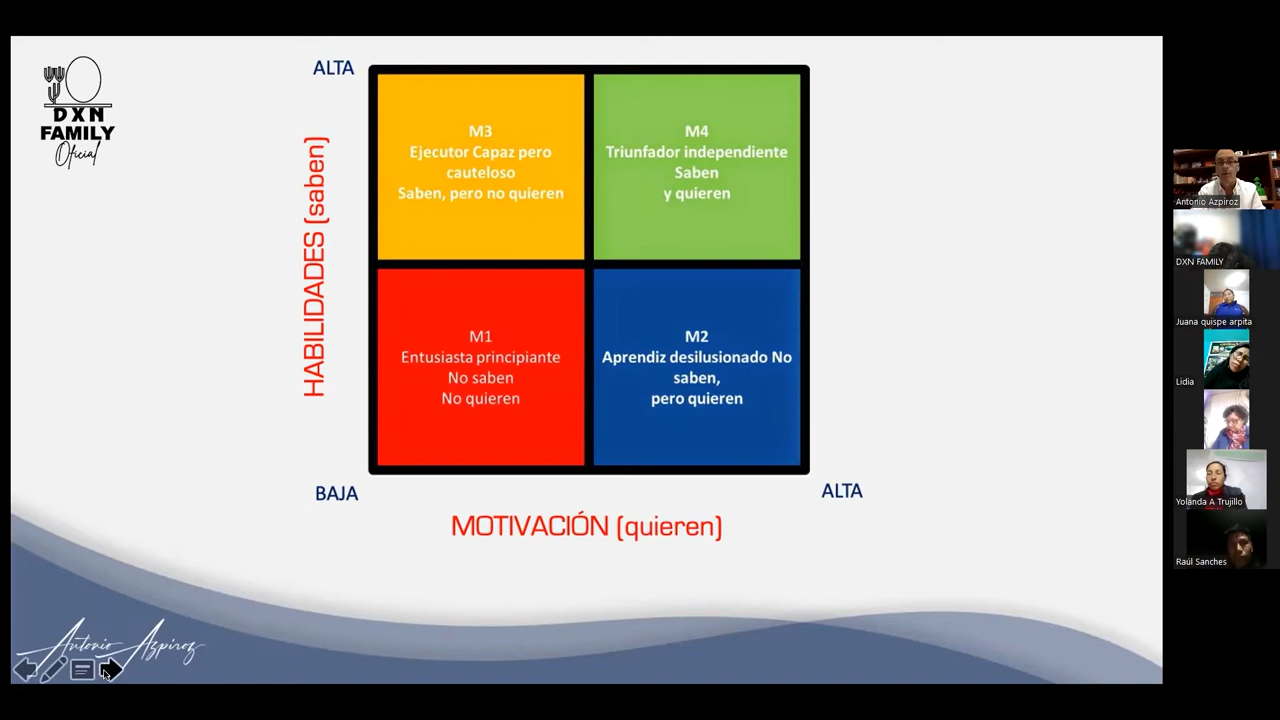 DXN
FAMILY
Oficial
ALTA
HABILIDADES (saben)
M3
Ejecutor Capaz pero
cauteloso
Saben, pero no quieren
M4
Triunfador independiente
Saben
y quieren
M1
Entusiasta principiante
No saben
No quieren
M2
Aprendiz desilusionado No
saben,
pero quieren
BAJA
ALTA
MOTIVACIÓN (quieren)
Antonio Azpiroz
Antonio Azpiroz
DXN FAMILY
Juana quispe arpita
Lidia
Yolanda A Trujillo
Raúl Sanches